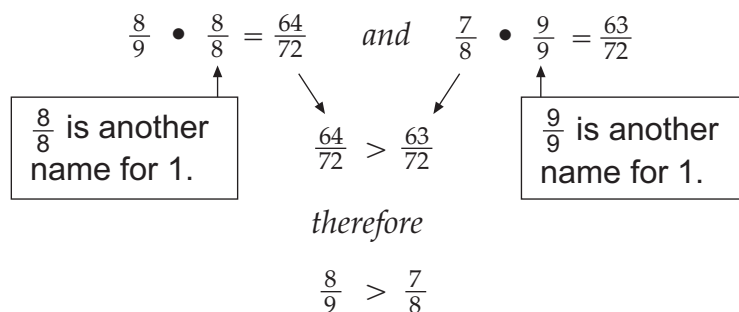 8/9 • 8/8 = 64/72 and 7/8 • 9/9 = 63/72
8/8 is another
name for 1.
64/72 > 63/72
9/9 is another
name for 1.
therefore
8/9 > 7/8